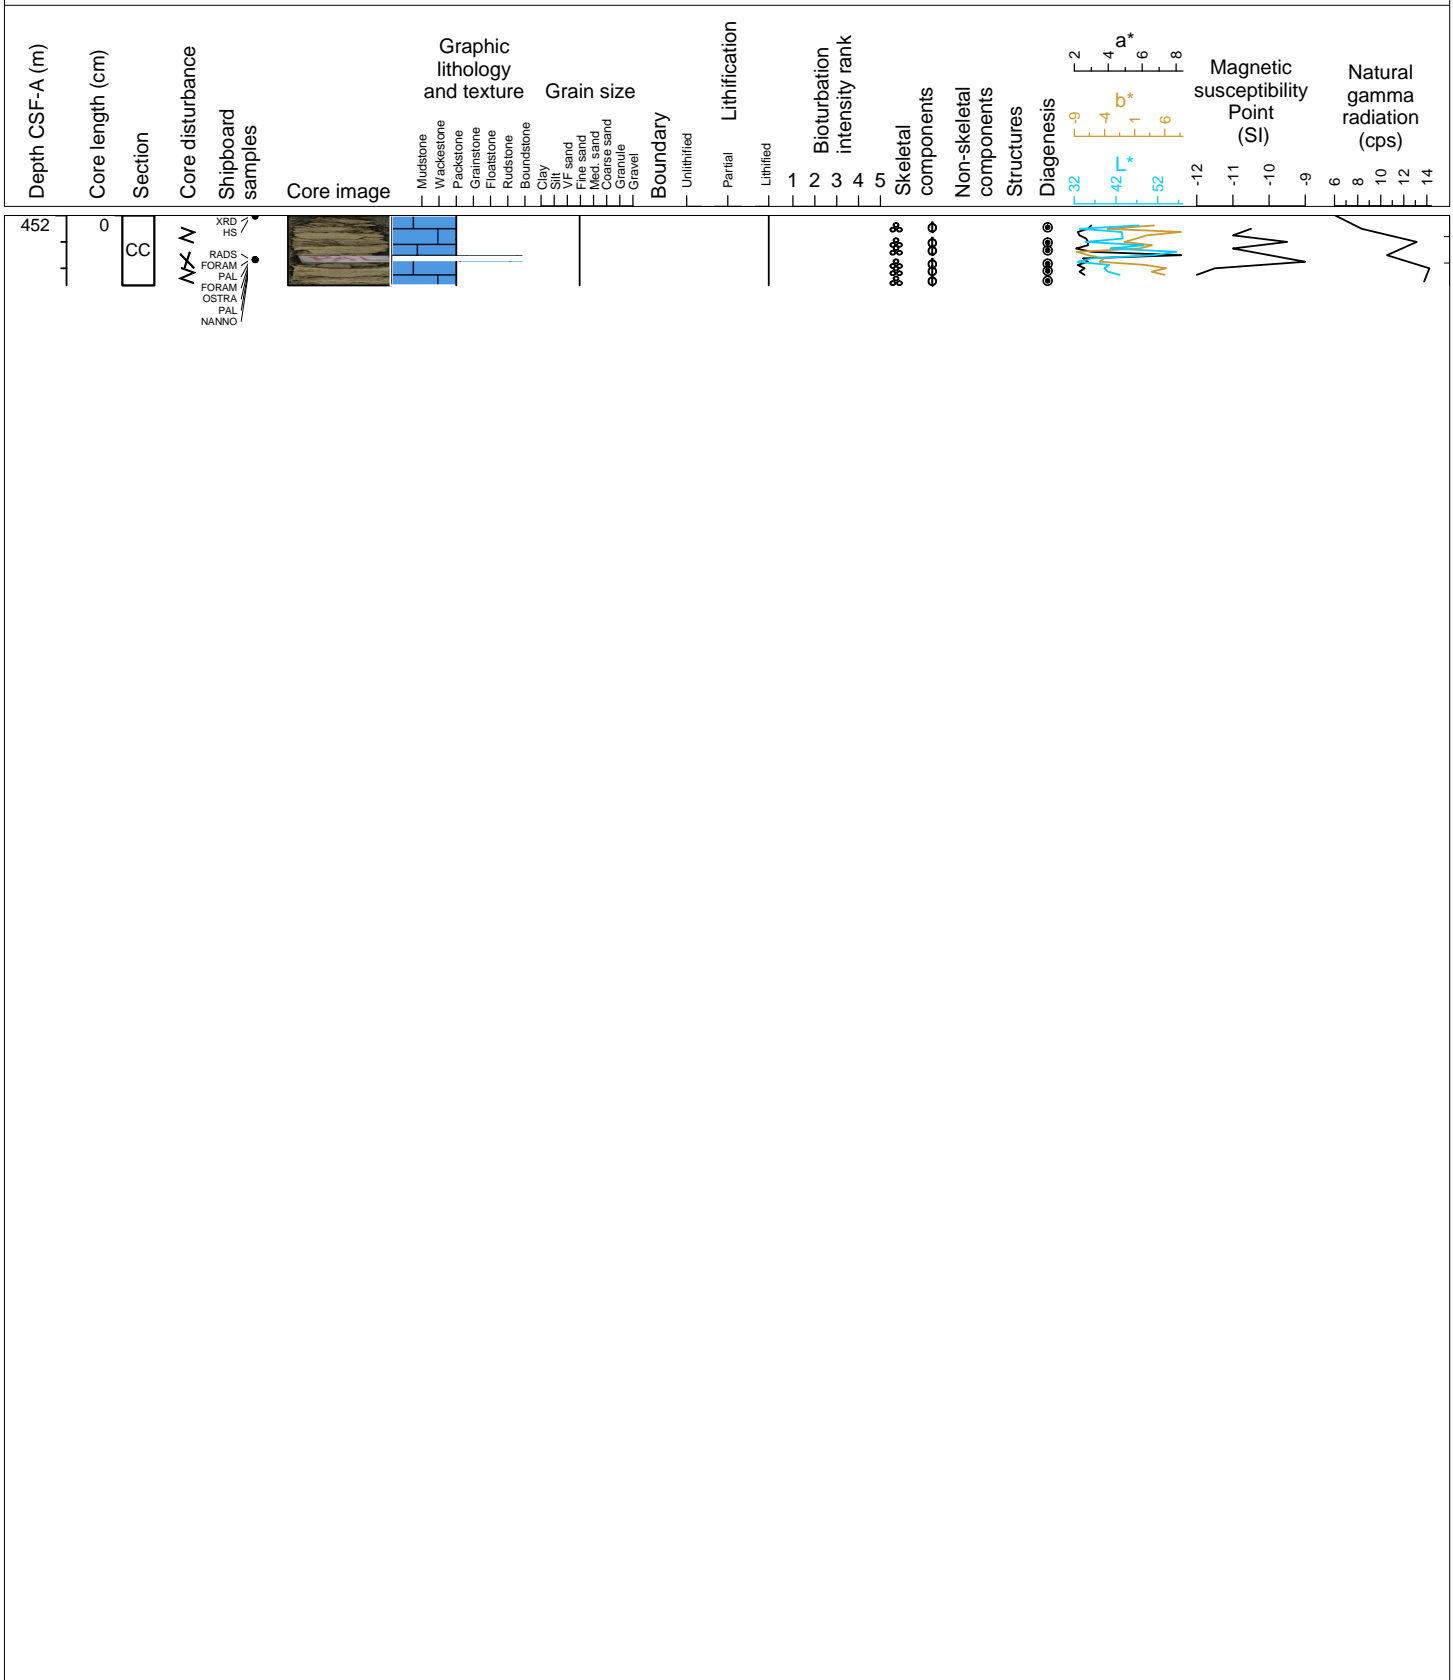 Depth CSF-A (m)
Core length (cm)
Section
Core disturbance
Shipboard
samples
Core image
Graphic
lithology
and texture
Mudstone
Wackestone
Packstone
Grainstone
Floatstone
Rudstone
Boundstone
Grain size
Clay
Silt
VF sand
Fine sand
Med. sand
Coarse sand
Granule
Gravel
Boundary
Lithification
Unlithified
Partial
Lithified
Bioturbation
intensity rank
1 2 3 4 5
Skeletal
components
Non-skeletal
components
Structures
Diagenesis
2 4 6 8
a*
-9 -4 1 6
b*
32 42 52
L*
Magnetic
susceptibility
Point
(SI)
-12 -11 -10 -9
Natural
gamma
radiation
(cps)
6 8 10 12 14
452
0
CC
XRD
HS
RADS
FORAM
PAL
FORAM
OSTRA
PAL
NANNO